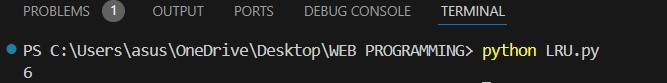 PROBLEMS 1 OUTPUT PORTS DEBUG CONSOLE TERMINAL
PS C:\Users\asus\OneDrive\Desktop\WEB PROGRAMMING> python LRU.py
6